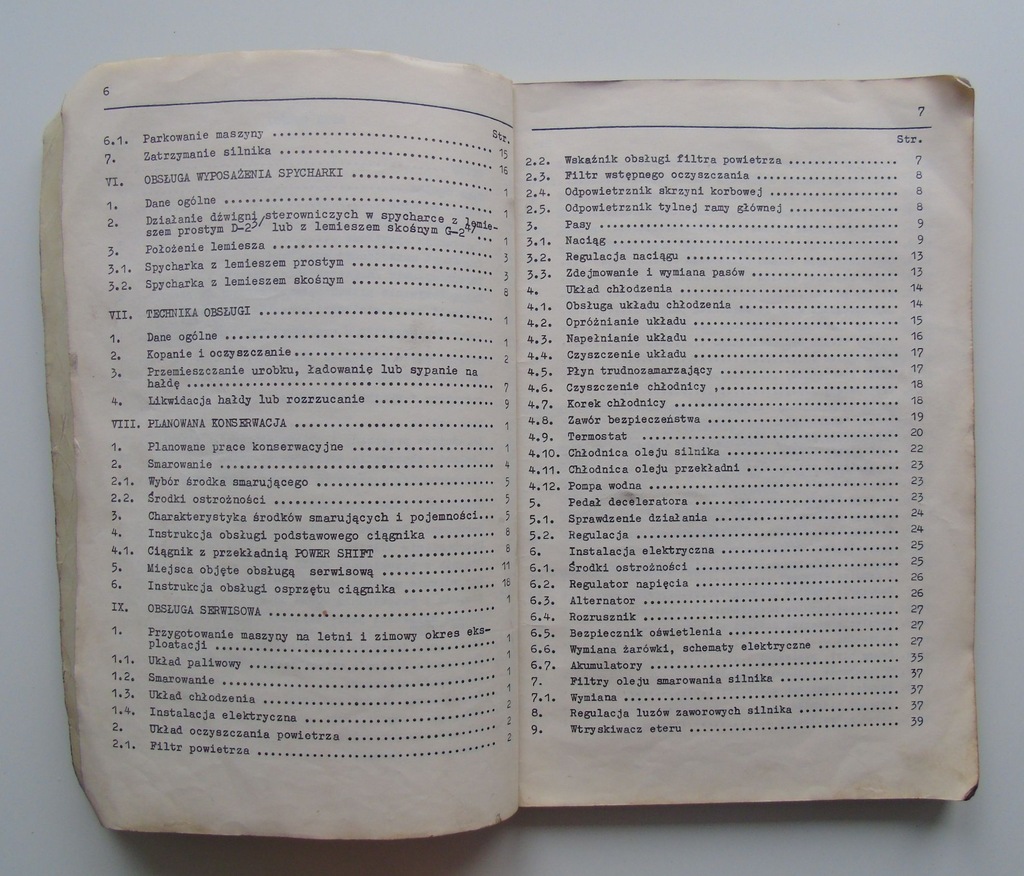 6
Str.
6.1. Parkowanie maszyny ........................ 15
7. Zatrzymanie silnika ........................ 16
VI. OBSŁUGA WYPOSAŻENIA SPYCHARKI ........................ 1
1. Dane ogólne ........................ 1
2. Działanie dźwigni sterowniczych w spycharce z lemie-
szem prostym D-2 3/ lub z lemieszem skośnym G-2 4/ ... 1
3. Położenie lemiesza ........................ 3
3.1. Spycharka z lemieszem prostym ........................ 3
3.2. Spycharka z lemieszem skośnym ........................ 8
VII. TECHNIKA OBSŁUGI ........................ 1
1. Dane ogólne ........................ 1
2. Kopanie i oczyszczanie ........................ 2
3. Przemieszczanie urobku, ładowanie lub sypanie na
hałdę ........................ 7
4. Likwidacja hałdy lub rozrzucanie ........................ 9
VIII. PLANOWANA KONSERWACJA ........................ 1
1. Planowane prace konserwacyjne ........................ 1
2. Smarowanie ........................ 4
2.1. Wybór środka smarującego ........................ 5
2.2. Środki ostrożności ........................ 5
3. Charakterystyka środków smarujących i pojemności... 5
4. Instrukcja obsługi podstawowego ciągnika ........................ 8
4.1. Ciągnik z przekładnią POWER SHIFT ........................ 8
5. Miejsca objęte obsługą serwisową ........................ 11
6. Instrukcja obsługi osprzętu ciągnika ........................ 18
IX. OBSŁUGA SERWISOWA ........................ 1
1. Przygotowanie maszyny na letni i zimowy okres eks-
ploatacji ........................ 1
1.1. Układ paliwowy ........................ 1
1.2. Smarowanie ........................ 1
1.3. Układ chłodzenia ........................ 1
1.4. Instalacja elektryczna ........................ 2
2. Układ oczyszczania powietrza ........................ 2
2.1. Filtr powietrza ........................ 2
7
Str.
2.2. Wskaźnik obsługi filtra powietrza ........................ 7
2.3. Filtr wstępnego oczyszczania ........................ 8
2.4. Odpowietrznik skrzyni korbowej ........................ 8
2.5. Odpowietrznik tylnej ramy głównej ........................ 8
3. Pasy ........................ 9
3.1. Naciąg ........................ 9
3.2. Regulacja naciągu ........................ 13
3.3. Zdejmowanie i wymiana pasów ........................ 13
4. Układ chłodzenia ........................ 14
4.1. Obsługa układu chłodzenia ........................ 14
4.2. Opróżnianie układu ........................ 15
4.3. Napełnianie układu ........................ 16
4.4. Czyszczenie układu ........................ 17
4.5. Płyn trudnozamarzający ........................ 17
4.6. Czyszczenie chłodnicy ,........................ 18
4.7. Korek chłodnicy ........................ 18
4.8. Zawór bezpieczeństwa ........................ 19
4.9. Termostat ........................ 20
4.10. Chłodnica oleju silnika ........................ 22
4.11. Chłodnica oleju przekładni ........................ 23
4.12. Pompa wodna ........................ 23
5. Pedał deceleratora ........................ 23
5.1. Sprawdzenie działania ........................ 24
5.2. Regulacja ........................ 24
6. Instalacja elektryczna ........................ 25
6.1. Środki ostrożności ........................ 25
6.2. Regulator napięcia ........................ 26
6.3. Alternator ........................ 26
6.4. Rozrusznik ........................ 27
6.5. Bezpiecznik oświetlenia ........................ 27
6.6. Wymiana żarówki, schematy elektryczne ........................ 27
6.7. Akumulatory ........................ 35
7. Filtry oleju smarowania silnika ........................ 37
7.1. Wymiana ........................ 37
8. Regulacja luzów zaworowych silnika ........................ 37
9. Wtryskiwacz eteru ........................ 39